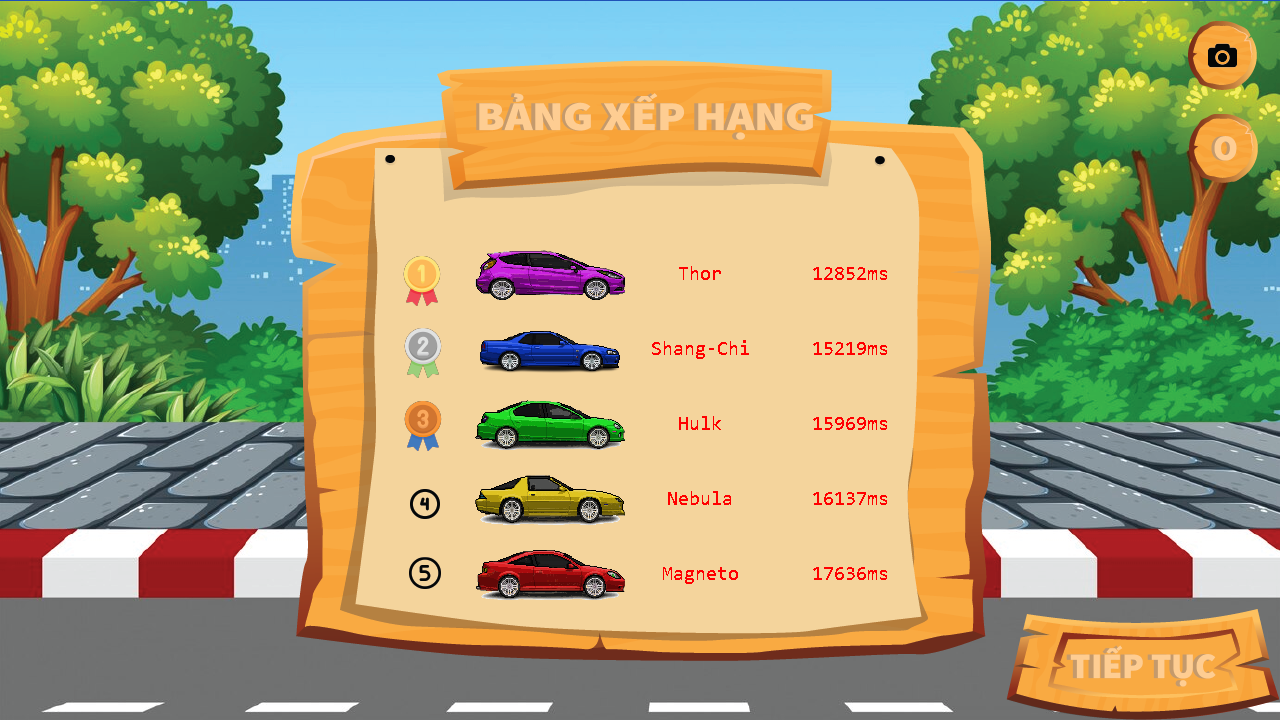 BẢNG XẾP HẠNG
0
1 Thor 12852ms
2 Shang-Chi 15219ms
3 Hulk 15969ms
4 Nebula 16137ms
5 Magneto 17636ms
TIẾP TỤC